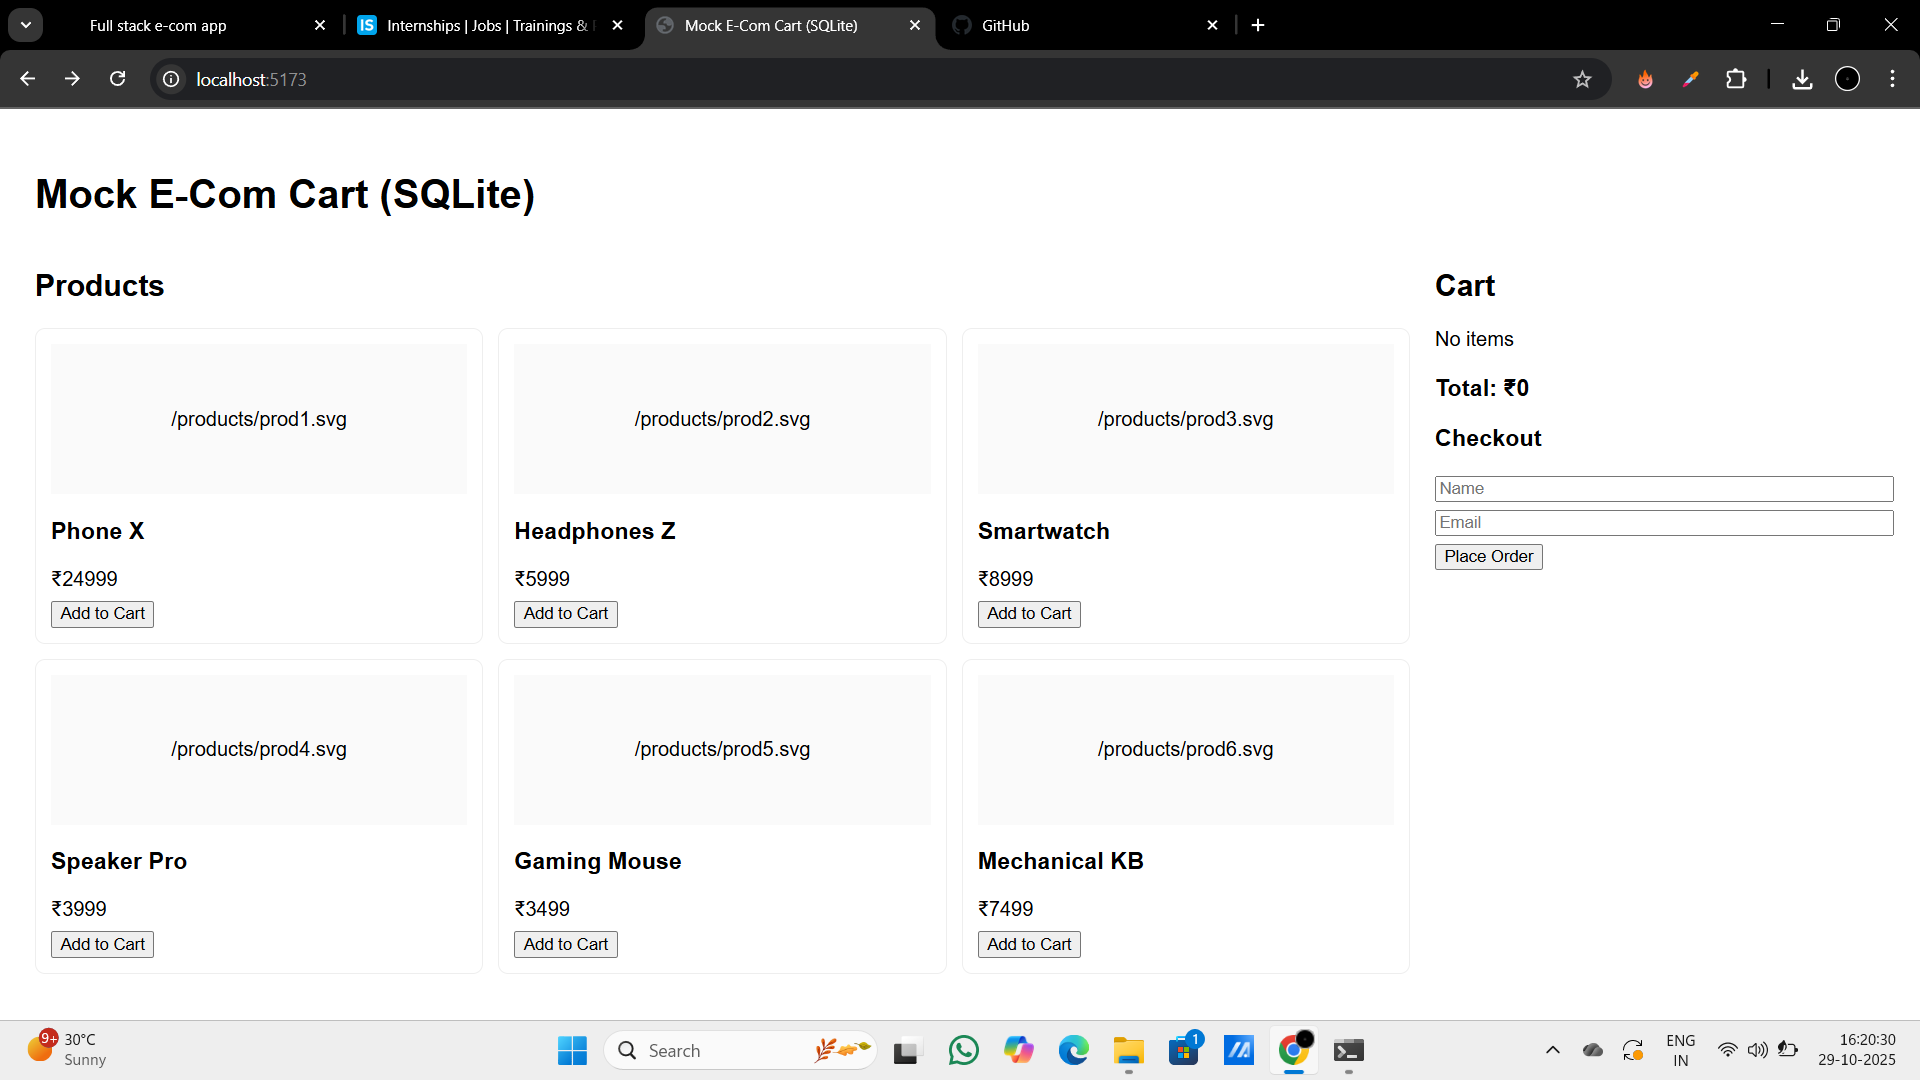 Full stack e-com app
IS Internships | Jobs | Trainings &
Mock E-Com Cart (SQLite)
GitHub
localhost:5173
Mock E-Com Cart (SQLite)
Products
/products/prod1.svg
Phone X
₹24999
Add to Cart
/products/prod2.svg
Headphones Z
₹5999
Add to Cart
/products/prod3.svg
Smartwatch
₹8999
Add to Cart
/products/prod4.svg
Speaker Pro
₹3999
Add to Cart
/products/prod5.svg
Gaming Mouse
₹3499
Add to Cart
/products/prod6.svg
Mechanical KB
₹7499
Add to Cart
Cart
No items
Total: ₹0
Checkout
Name
Email
Place Order
9+
30°C
Sunny
Search
1
ENG
IN
16:20:30
29-10-2025